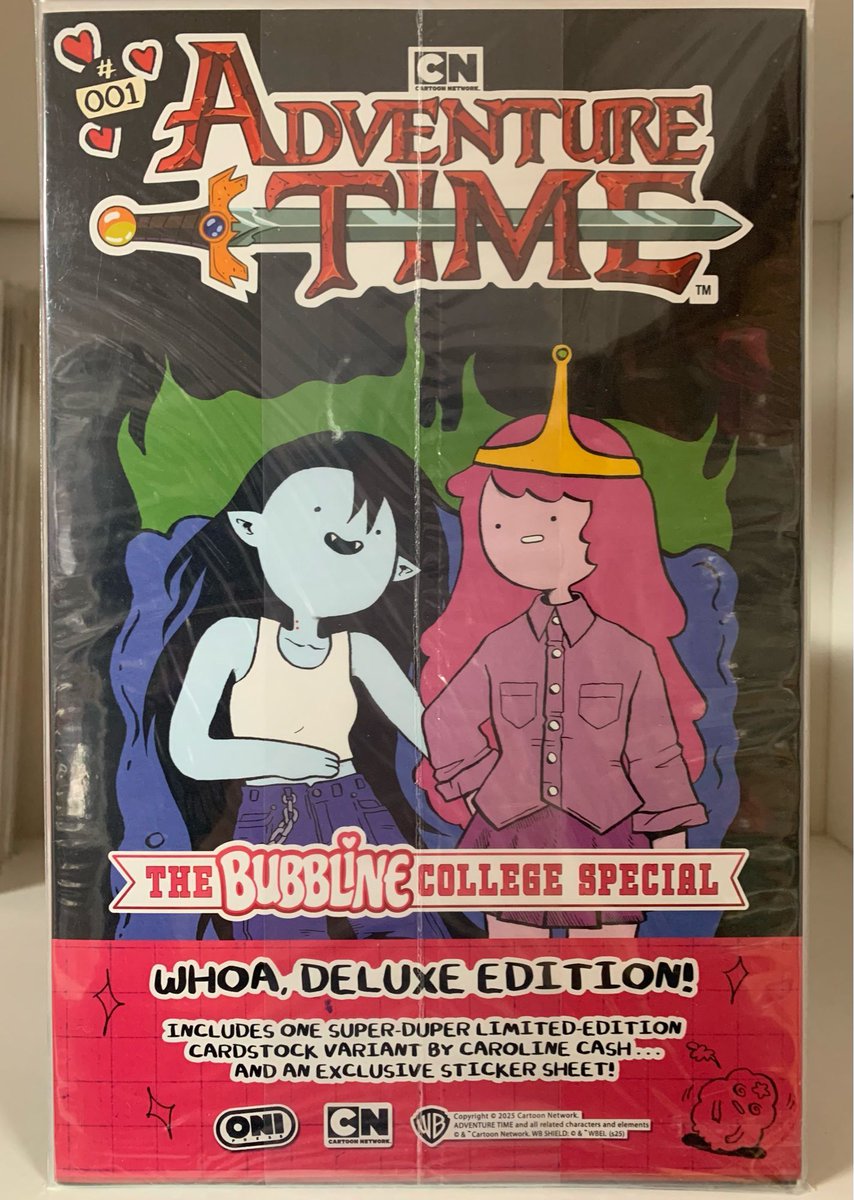 #
001
CN
CARTOON NETWORK
ADVENTURE
TIME™
THE BUBBLINE COLLEGE SPECIAL
WHOA, DELUXE EDITION!
INCLUDES ONE SUPER-DUPER LIMITED-EDITION
CARDSTOCK VARIANT BY CAROLINE CASH...
AND AN EXCLUSIVE STICKER SHEET!
ONI
PRESS
CN
CARTOON NETWORK
WB
Copyright © 2025 Cartoon Network.
ADVENTURE TIME and all related characters and elements
© & ™ Cartoon Network. WB SHIELD: © & ™ WBEI. (s25)